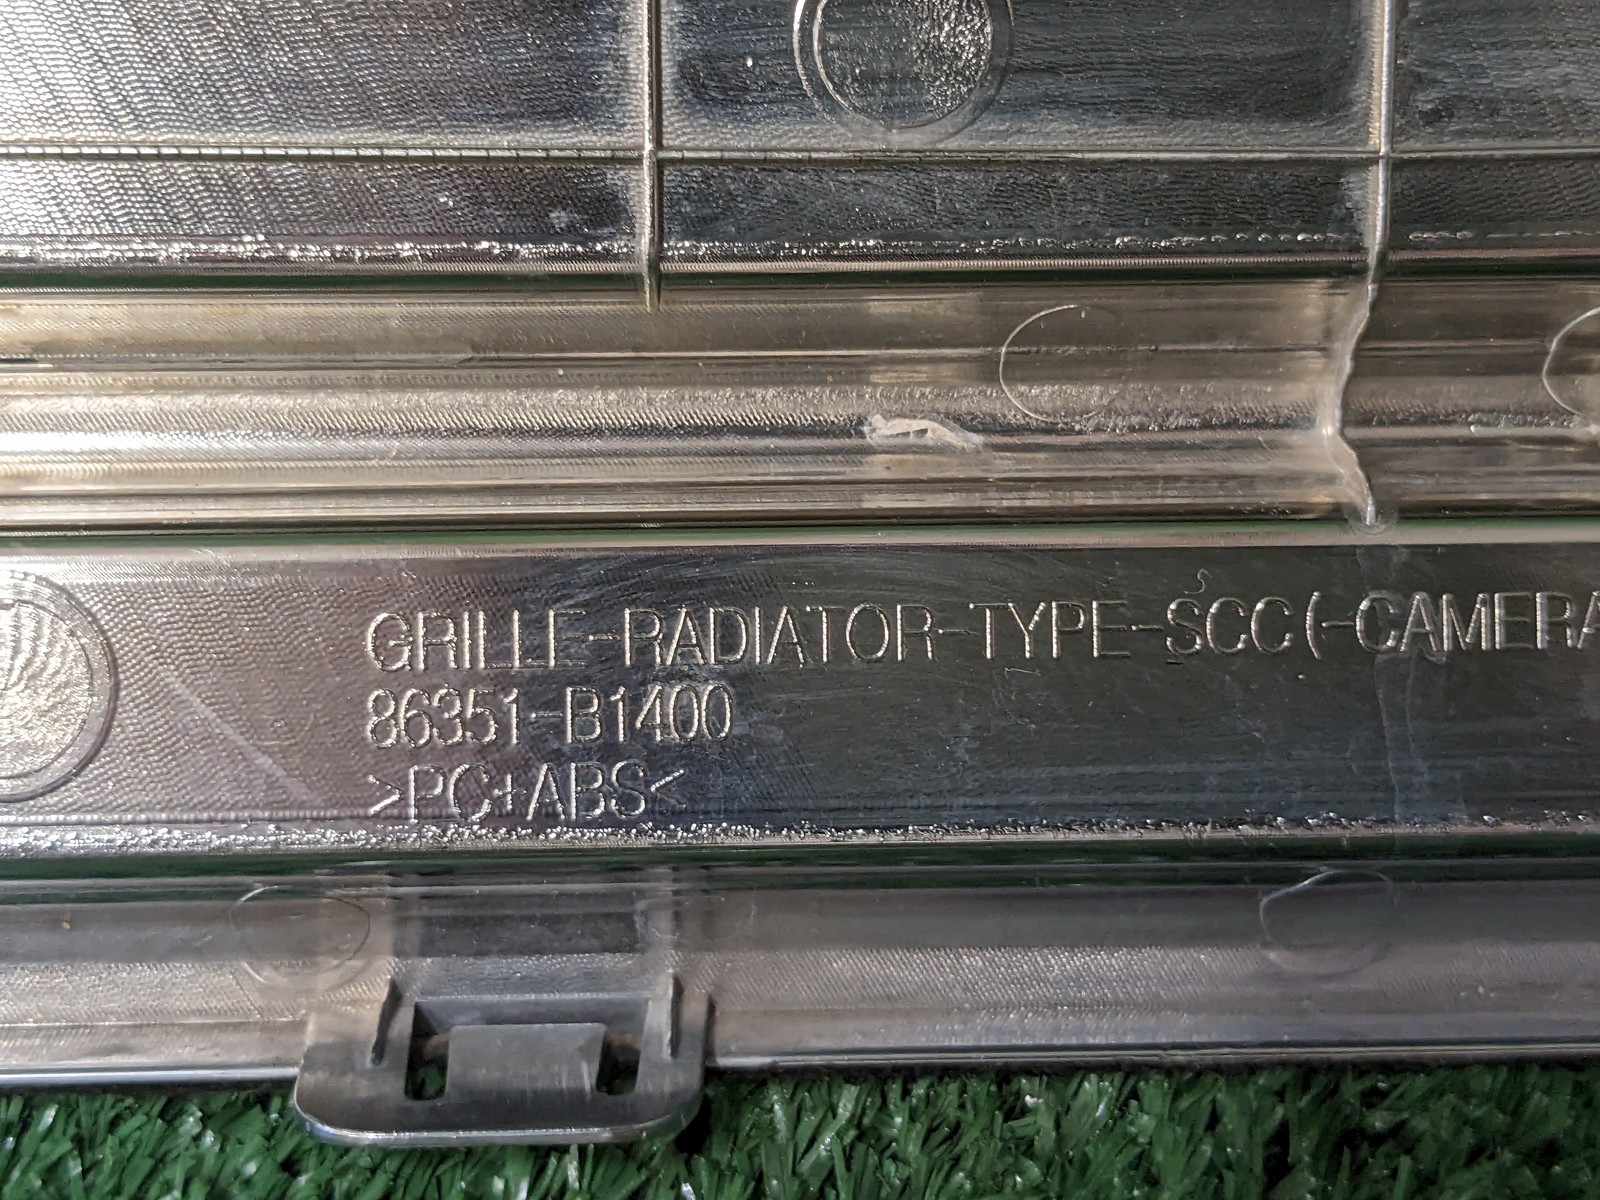 GRILLE-RADIATOR-TYPE-SCC(-CAMERA
86351-B1400
>PC+ABS<